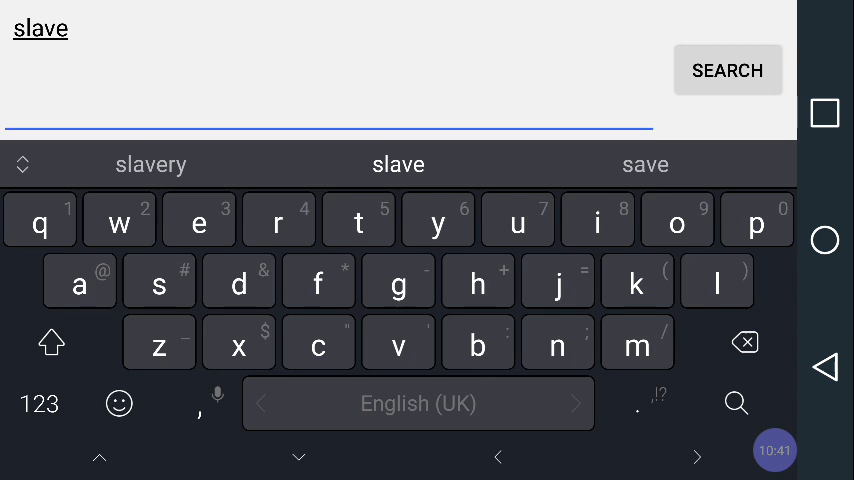 slave
SEARCH
slavery slave save
q 1 w 2 e 3 r 4 t 5 y 6 u 7 i 8 o 9 p 0
a @ s # d & f * g - h + j = k ( l )
z _ x $ c " v ' b : n ; m /
123 , English (UK) . ,!?
10:41